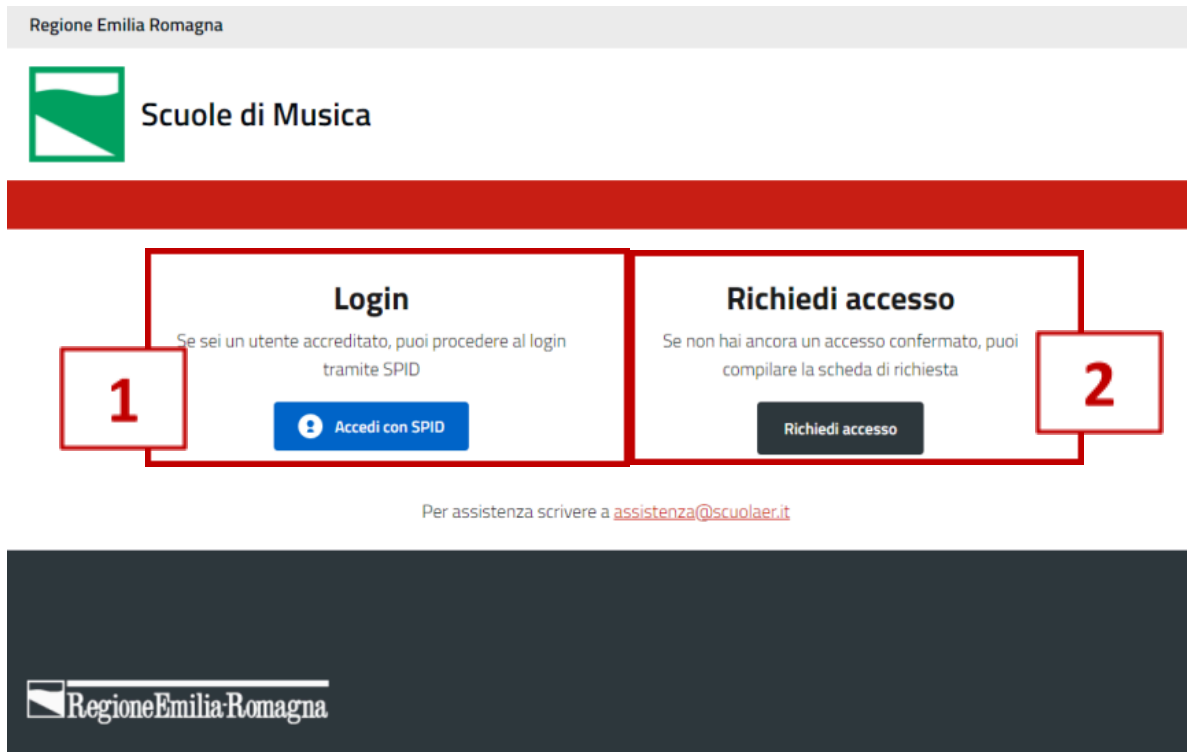 Regione Emilia Romagna
Scuole di Musica
Login
Se sei un utente accreditato, puoi procedere al login
tramite SPID
Accedi con SPID
1
Richiedi accesso
Se non hai ancora un accesso confermato, puoi
compilare la scheda di richiesta
Richiedi accesso
2
Per assistenza scrivere a assistenza@scuolaer.it
RegioneEmilia-Romagna